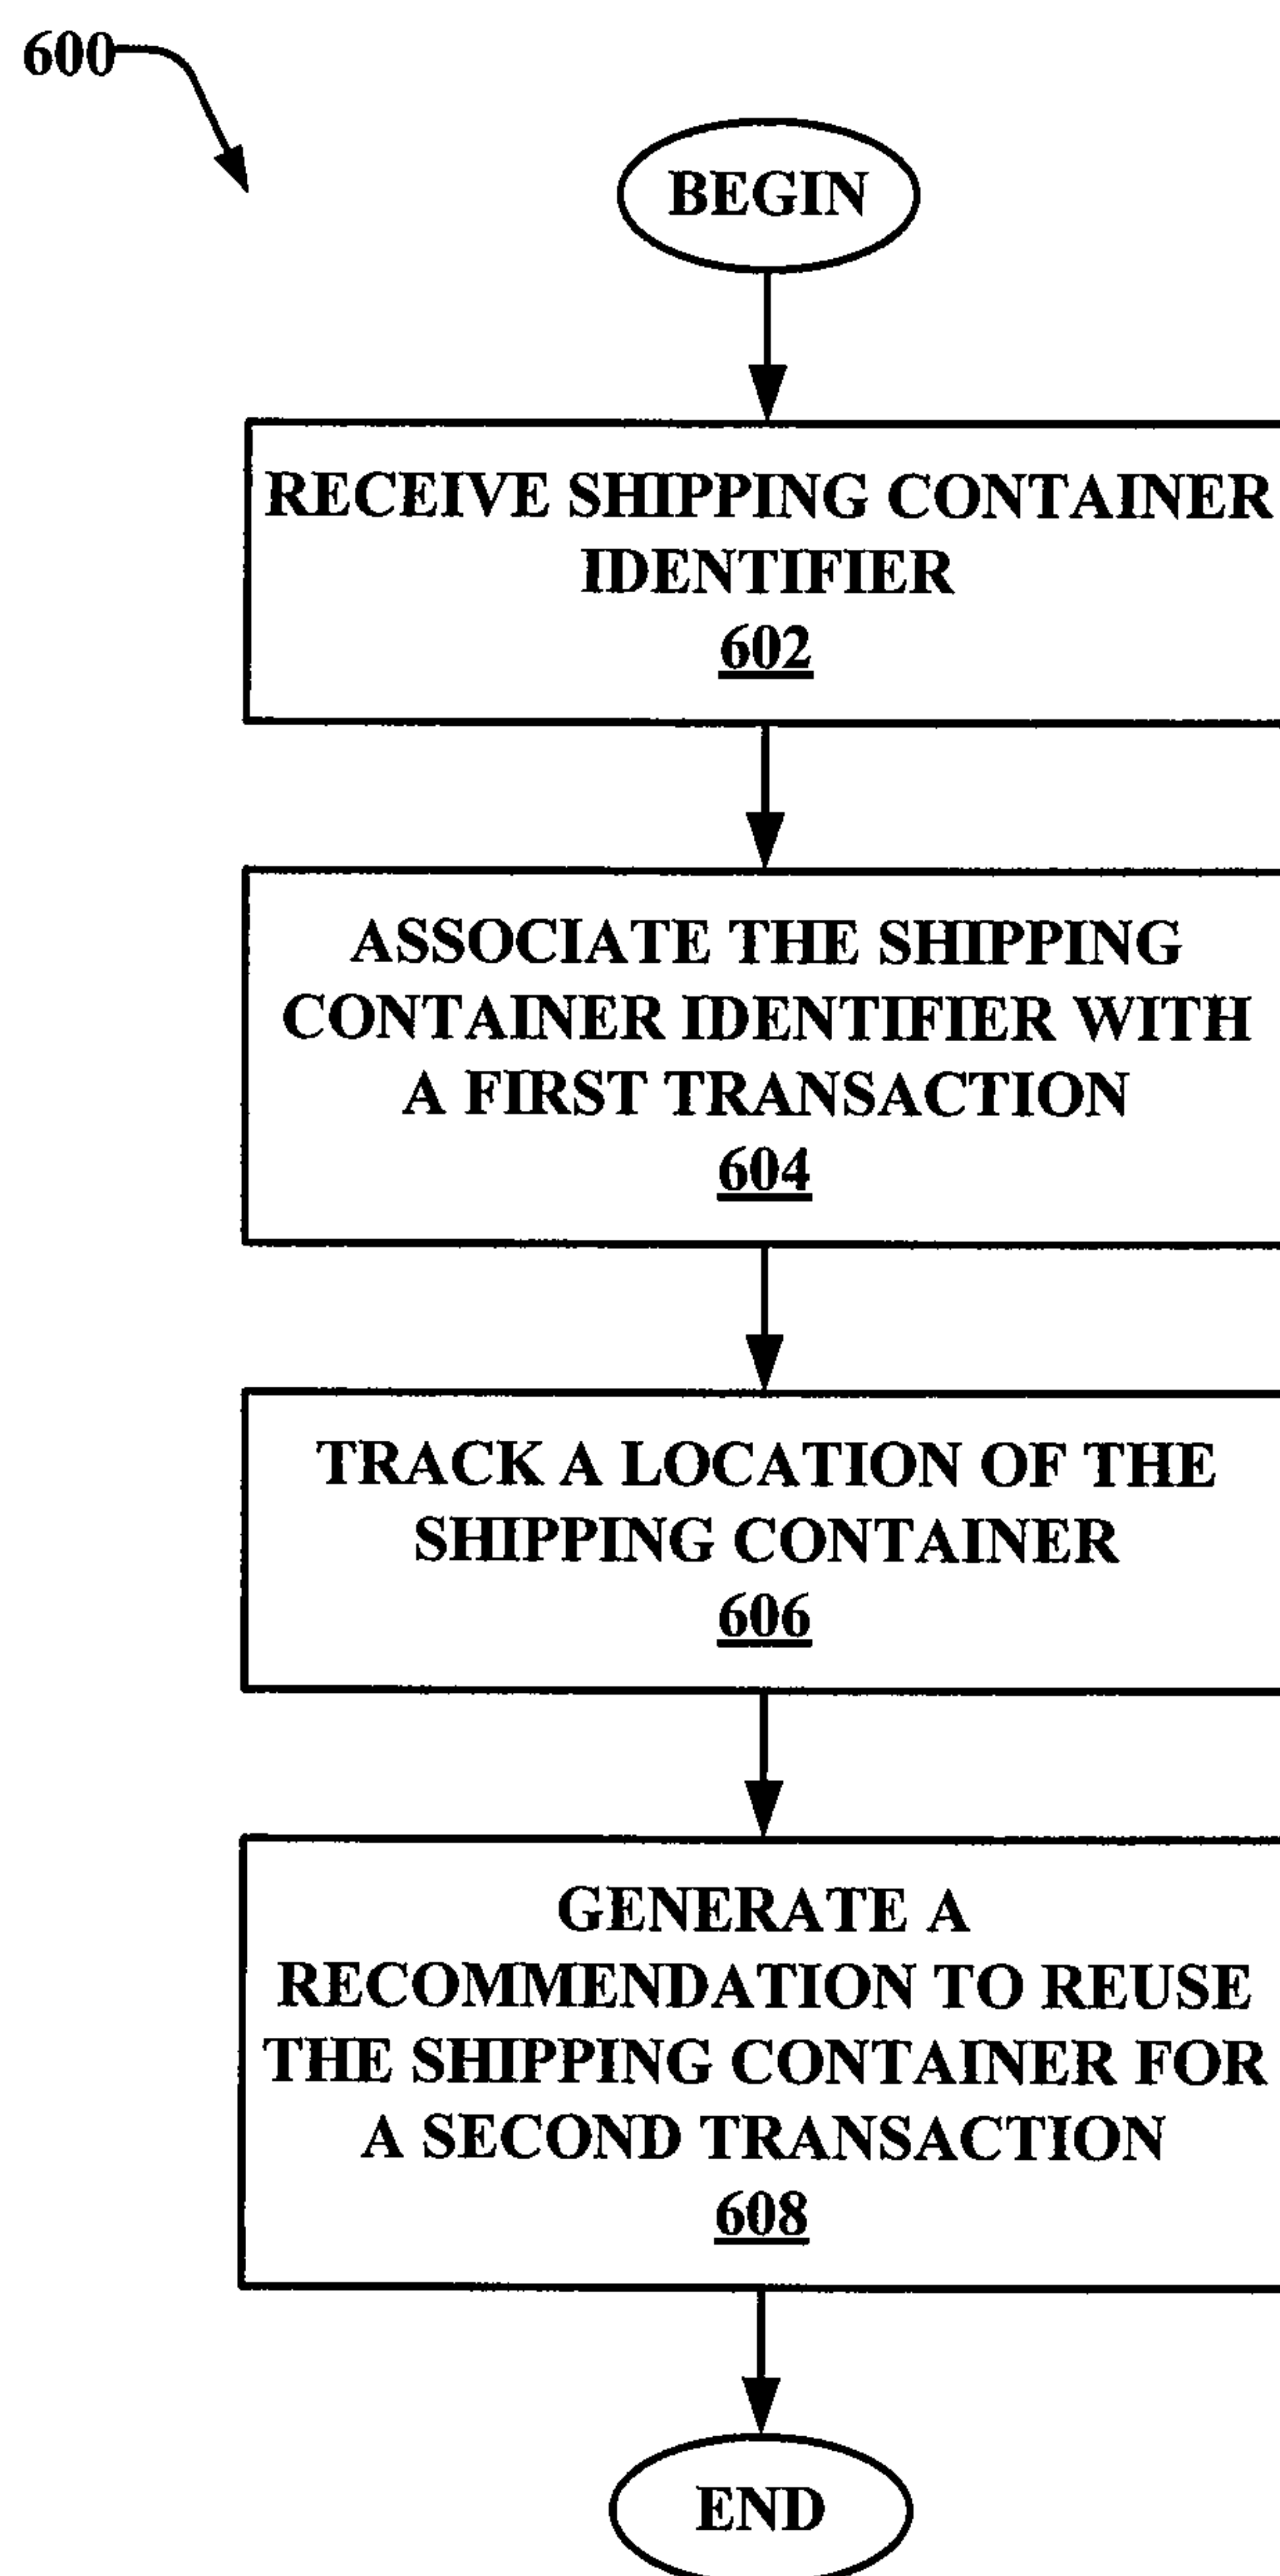 600
BEGIN
RECEIVE SHIPPING CONTAINER
IDENTIFIER
602
ASSOCIATE THE SHIPPING
CONTAINER IDENTIFIER WITH
A FIRST TRANSACTION
604
TRACK A LOCATION OF THE
SHIPPING CONTAINER
606
GENERATE A
RECOMMENDATION TO REUSE
THE SHIPPING CONTAINER FOR
A SECOND TRANSACTION
608
END